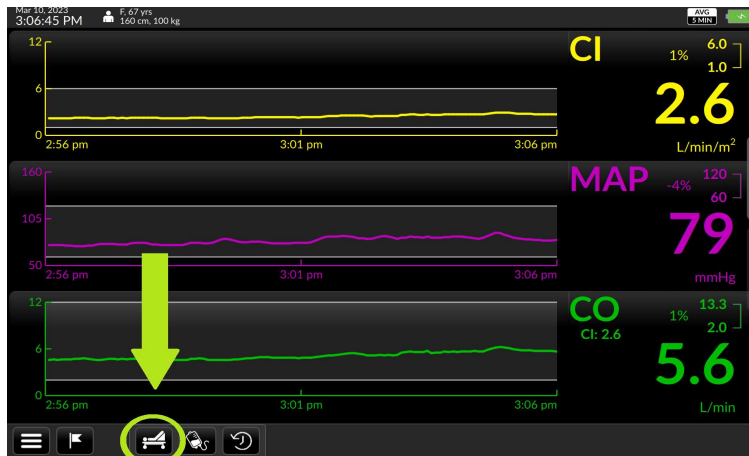 Mar 10, 2023
3:06:45 PM
F, 67 yrs
160 cm, 100 kg
AVG
5 MIN
12
6
0
2:56 pm
3:01 pm
3:06 pm
CI
1%
6.0
1.0
2.6
L/min/m²
160
105
50
2:56 pm
3:01 pm
3:06 pm
MAP
-4%
120
60
79
mmHg
12
6
0
2:56 pm
3:01 pm
3:06 pm
CO
CI: 2.6
1%
13.3
2.0
5.6
L/min